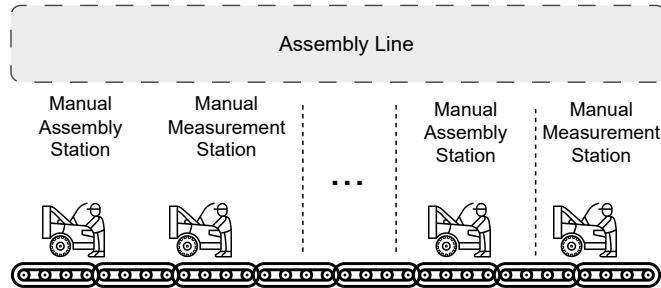 Assembly Line
Manual
Assembly
Station
Manual
Measurement
Station
...
Manual
Assembly
Station
Manual
Measurement
Station